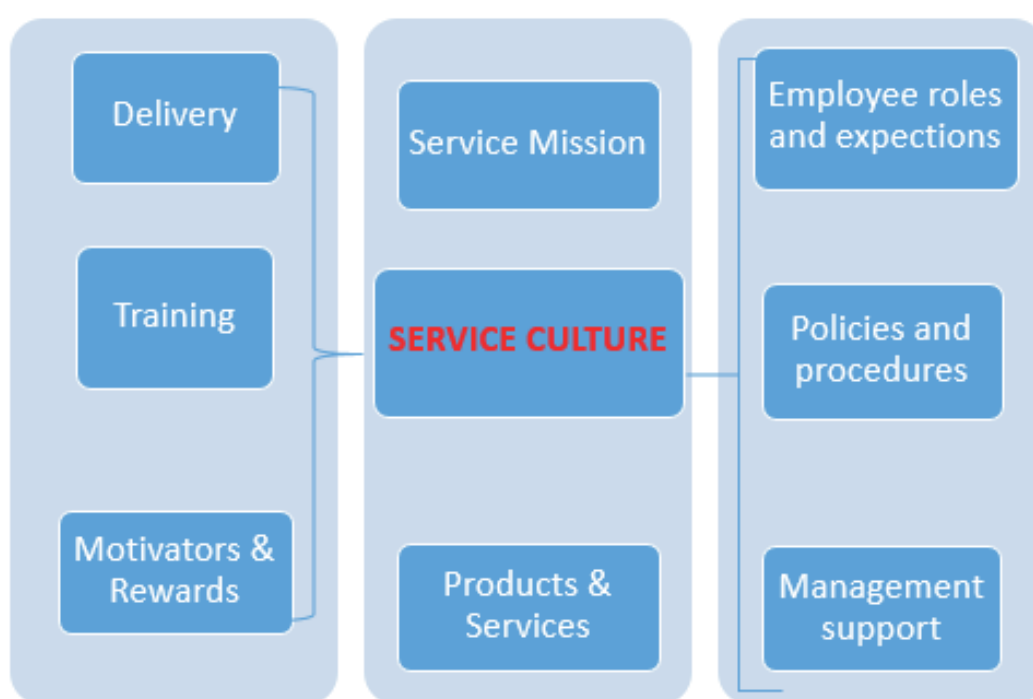 Delivery
Training
Motivators &
Rewards
Service Mission
SERVICE CULTURE
Products &
Services
Employee roles
and expections
Policies and
procedures
Management
support